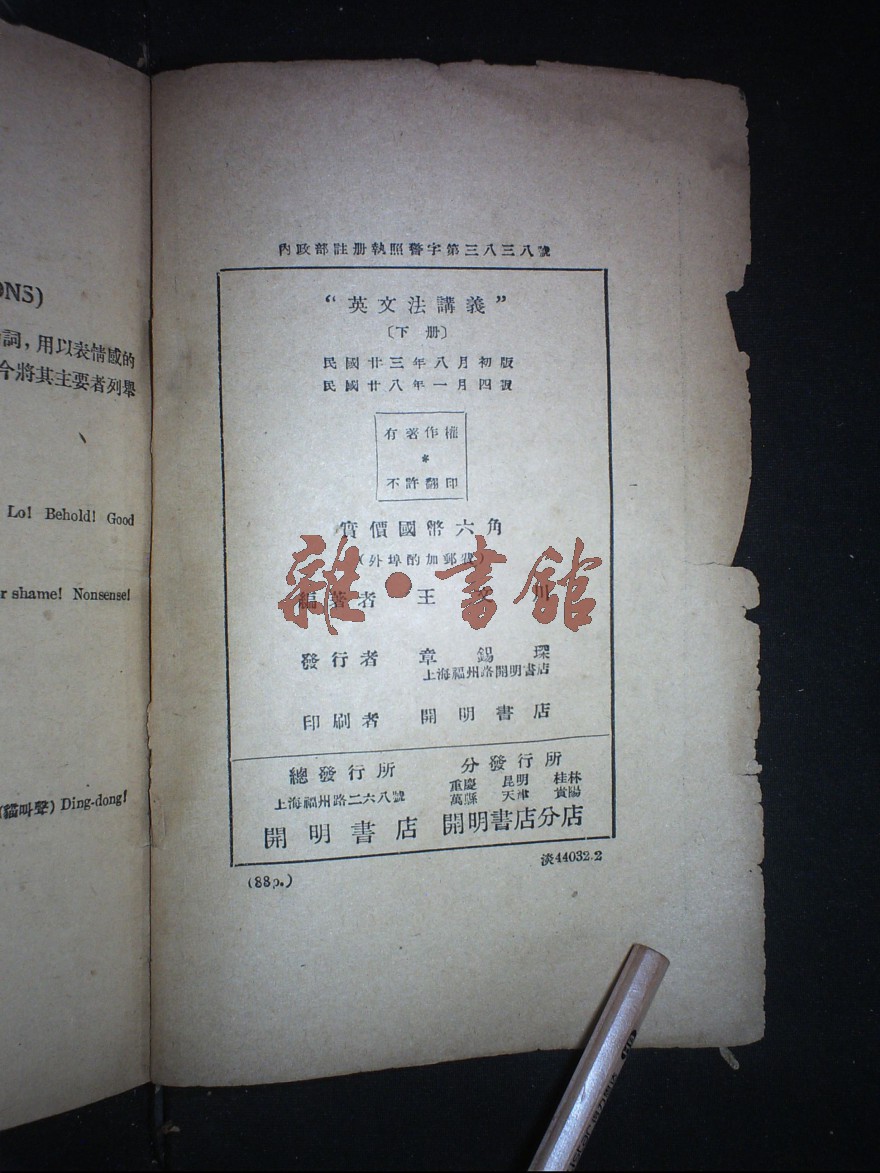 ONS)
詞，用以表情感的
今將其主要者列舉
Lo! Behold! Good
r shame! Nonsense!
(貓叫聲) Ding-dong!
內政部註册執照警字第三八三八號
“英文法講義”
〔下册〕
民國廿三年八月初版
民國廿八年一月四版
有著作權
*
不許翻印
實價國幣六角
(外埠酌加郵費)
編著者 王文川
發行者 章錫琛
上海福州路開明書店
印刷者 開明書店
總發行所
上海福州路二六八號
開明書店
分發行所
重慶 昆明 桂林
萬縣 天津 貴陽
開明書店分店
(88p.)
淡44032.2
雜·書館